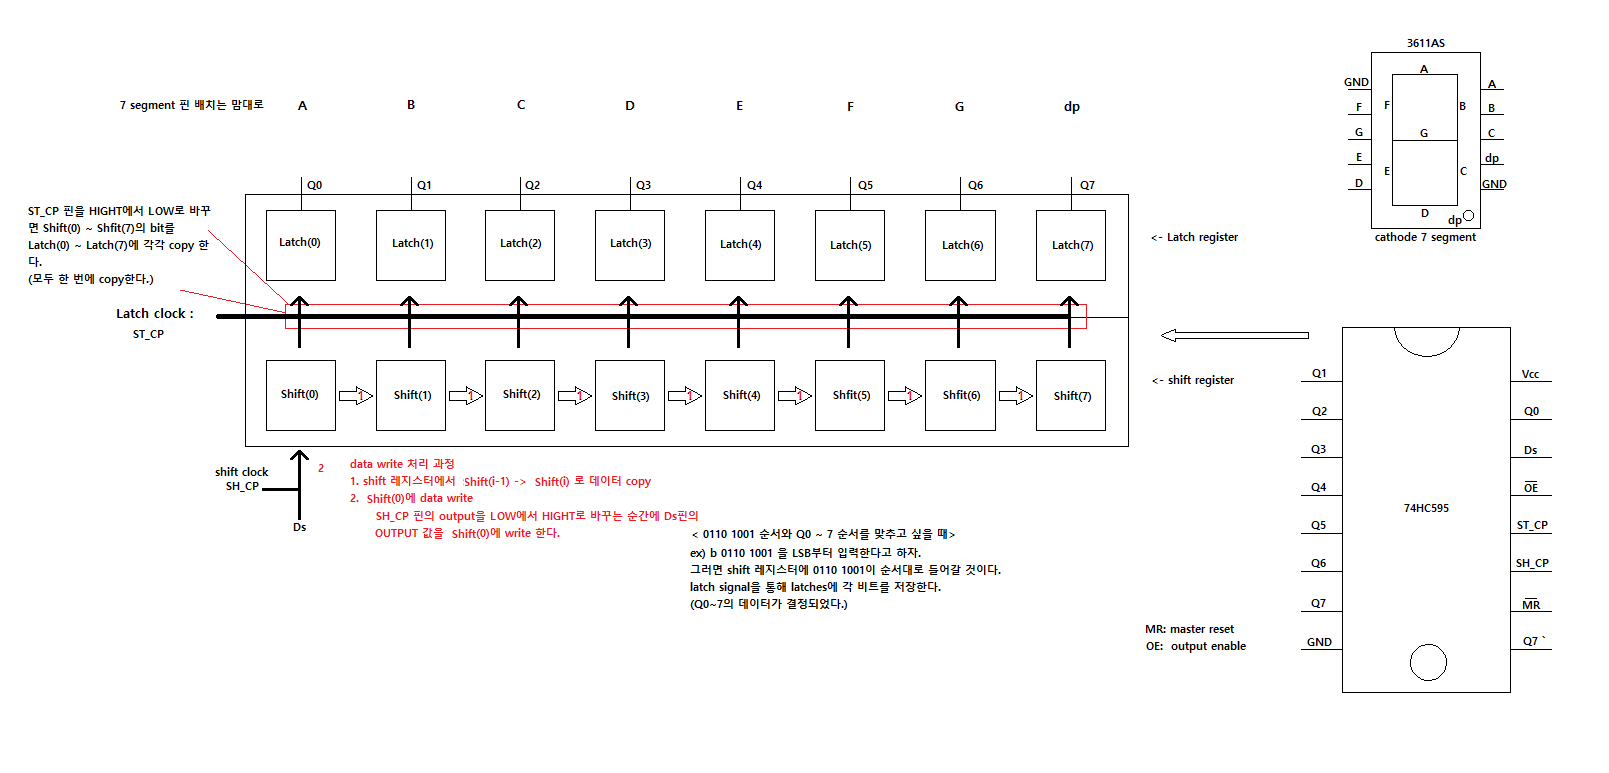 7 segment 핀 배치는 맘대로
A B C D E F G dp
Q0 Q1 Q2 Q3 Q4 Q5 Q6 Q7
ST_CP 핀을 HIGHT에서 LOW로 바꾸
면 Shift(0) ~ Shfit(7)의 bit를
Latch(0) ~ Latch(7)에 각각 copy 한
다.
(모두 한 번에 copy한다.)
Latch(0) Latch(1) Latch(2) Latch(3) Latch(4) Latch(5) Latch(6) Latch(7)
<- Latch register
Latch clock :
ST_CP
Shift(0) 1 Shift(1) 1 Shift(2) 1 Shift(3) 1 Shift(4) 1 Shfit(5) 1 Shfit(6) 1 Shift(7)
<- shift register
shift clock
SH_CP
Ds
2
data write 처리 과정
1. shift 레지스터에서 Shift(i-1) -> Shift(i) 로 데이터 copy
2. Shift(0)에 data write
SH_CP 핀의 output을 LOW에서 HIGHT로 바꾸는 순간에 Ds핀의
OUTPUT 값을 Shift(0)에 write 한다.
< 0110 1001 순서와 Q0 ~ 7 순서를 맞추고 싶을 때>
ex) b 0110 1001 을 LSB부터 입력한다고 하자.
그러면 shift 레지스터에 0110 1001이 순서대로 들어갈 것이다.
latch signal을 통해 latches에 각 비트를 저장한다.
(Q0~7의 데이터가 결정되었다.)
3611AS
GND
F
G
E
D
A
F
B
G
E
C
D
dp
A
B
C
dp
GND
cathode 7 segment
Q1
Q2
Q3
Q4
Q5
Q6
Q7
GND
74HC595
Vcc
Q0
Ds
OE
ST_CP
SH_CP
MR
Q7 `
MR: master reset
OE: output enable